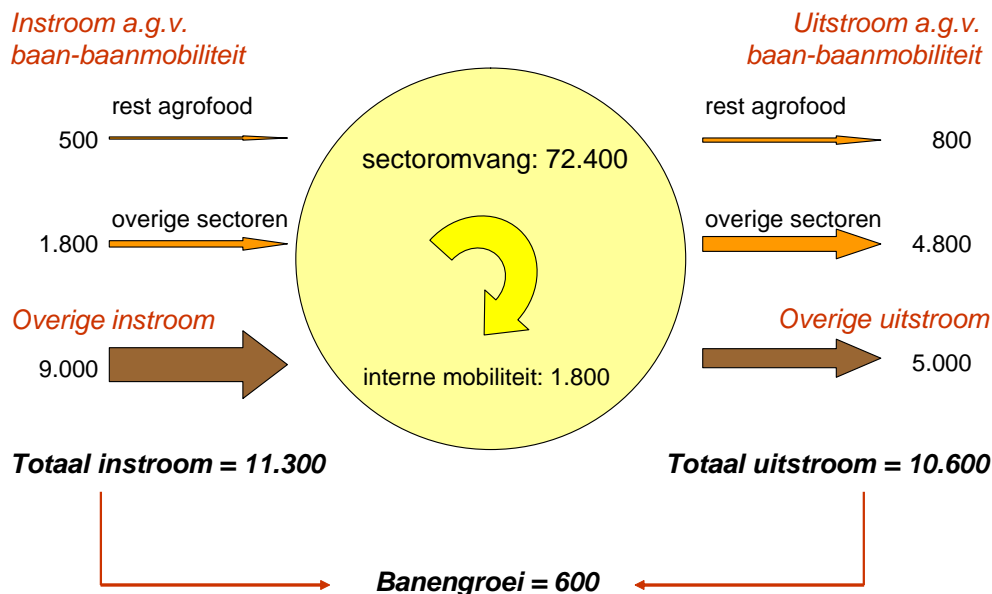 Instroom a.g.v.
baan-baanmobiliteit
rest agrofood
500
overige sectoren
1.800
Overige instroom
9.000
Totaal instroom = 11.300
sectoromvang: 72.400
interne mobiliteit: 1.800
Uitstroom a.g.v.
baan-baanmobiliteit
rest agrofood
800
overige sectoren
4.800
Overige uitstroom
5.000
Totaal uitstroom = 10.600
Banengroei = 600